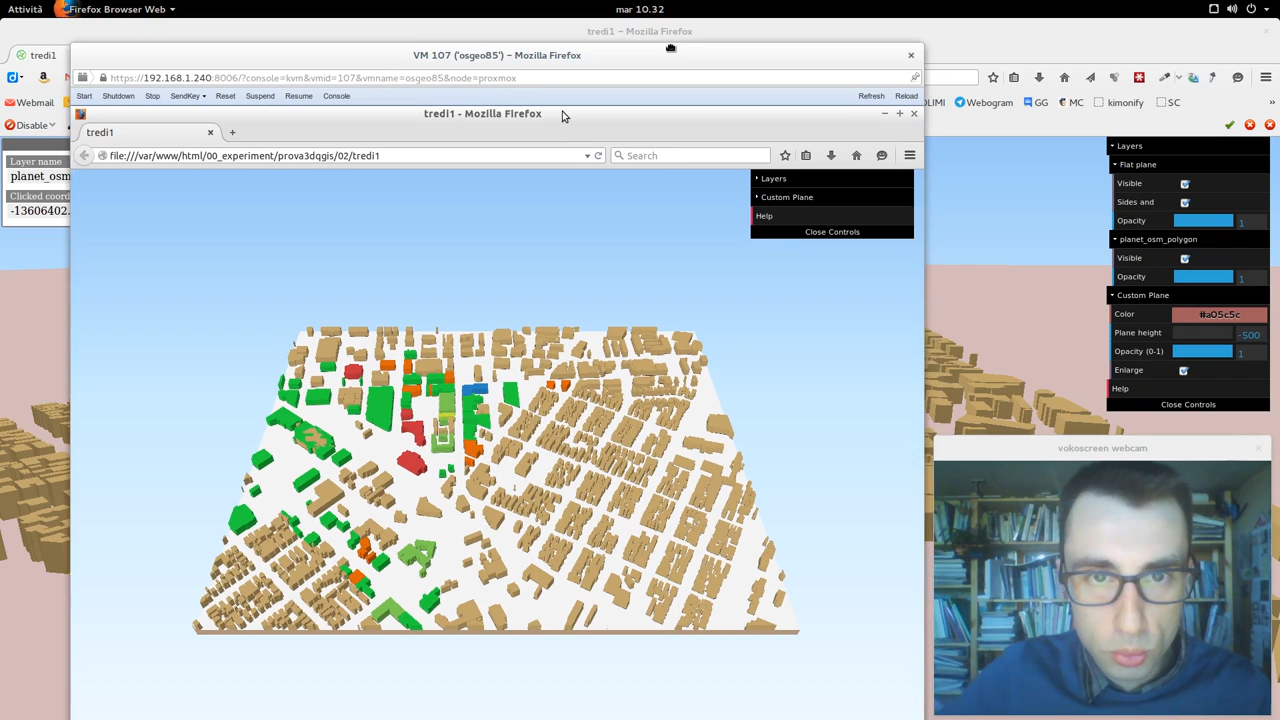 Attività
Firefox Browser Web
mar 10.32
tredi1 – Mozilla Firefox
tredi1
VM 107 ('osgeo85') – Mozilla Firefox
https://192.168.1.240:8006/?console=kvm&vmid=107&vmname=osgeo85&node=proxmox
Start
Shutdown
Stop
SendKey
Reset
Suspend
Resume
Console
Refresh
Reload
Webmail
OLIMI
Webogram
GG
MC
kimonify
SC
Disable
tredi1 - Mozilla Firefox
tredi1
file:///var/www/html/00_experiment/prova3dqgis/02/tredi1
Search
Layer name
planet_osm
Clicked coord
-13606402.
Layers
Custom Plane
Help
Close Controls
Layers
Flat plane
Visible
Sides and
Opacity
1
planet_osm_polygon
Visible
Opacity
1
Custom Plane
Color
#a05c5c
Plane height
-500
Opacity (0-1)
1
Enlarge
Help
Close Controls
vokoscreen webcam